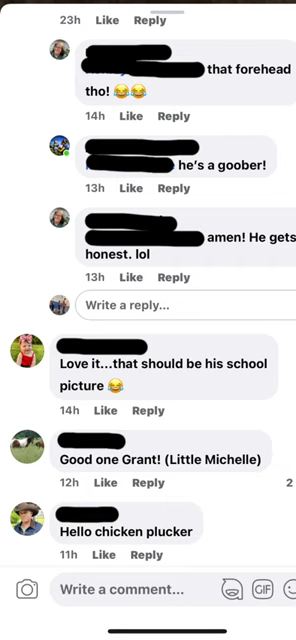 23h Like Reply
that forehead
tho! 😂😂
14h Like Reply
he's a goober!
13h Like Reply
amen! He gets
honest. lol
13h Like Reply
Write a reply...
Love it...that should be his school
picture 😂
14h Like Reply
Good one Grant! (Little Michelle)
12h Like Reply 2
Hello chicken plucker
11h Like Reply
Write a comment... GIF